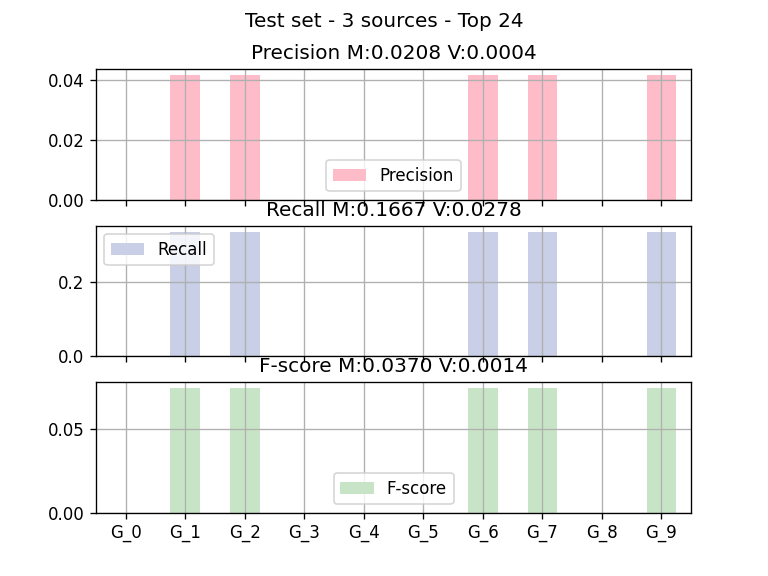 Test set - 3 sources - Top 24
Precision M:0.0208 V:0.0004
0.04
0.02
0.00
Precision
Recall M:0.1667 V:0.0278
0.2
0.0
Recall
F-score M:0.0370 V:0.0014
0.05
0.00
F-score
G_0 G_1 G_2 G_3 G_4 G_5 G_6 G_7 G_8 G_9